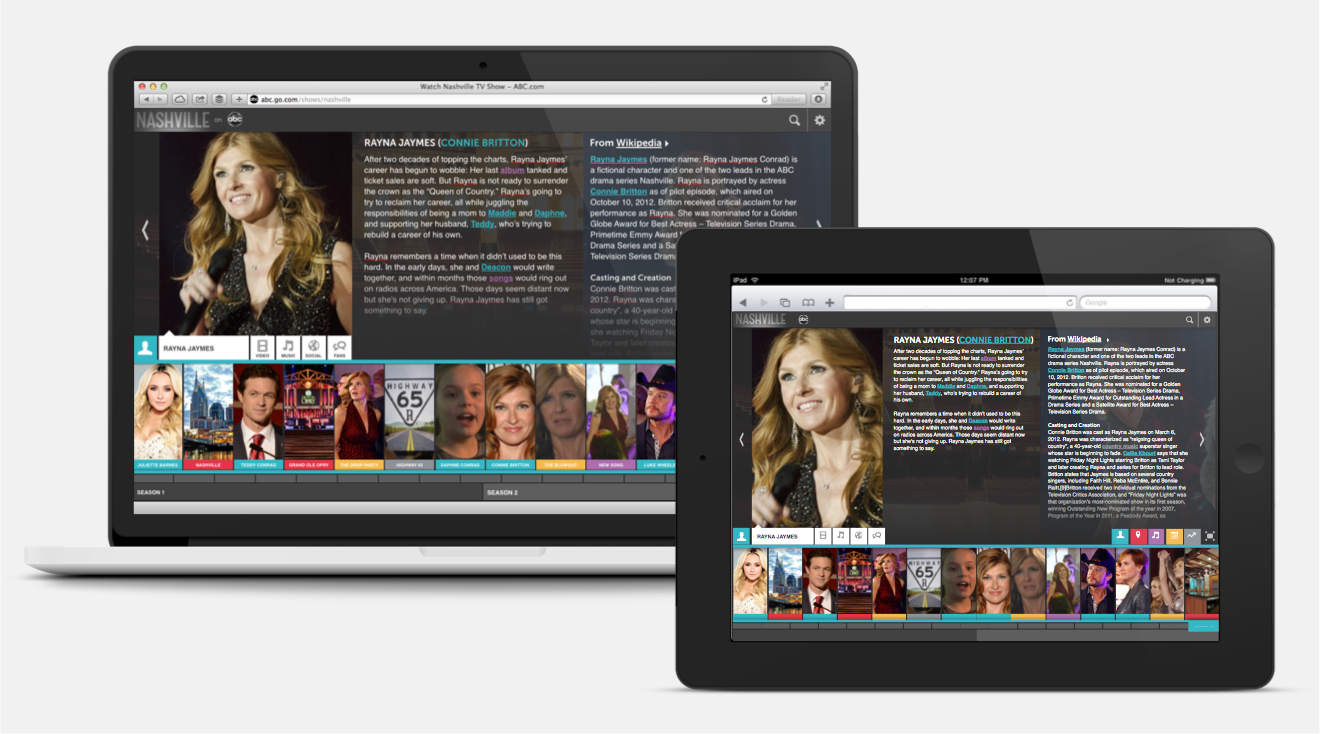 Watch Nashville TV Show – ABC.com
abc.go.com/shows/nashville
Reader
NASHVILLE on abc
RAYNA JAYMES (CONNIE BRITTON)
After two decades of topping the charts, Rayna Jaymes'
career has begun to wobble: Her last album tanked and
ticket sales are soft. But Rayna is not ready to surrender
the crown as the "Queen of Country." Rayna's going to
try to reclaim her career, all while juggling the
responsibilities of being a mom to Maddie and Daphne,
and supporting her husband, Teddy, who's trying to
rebuild a career of his own.
Rayna remembers a time when it didn't used to be this
hard. In the early days, she and Deacon would write
together, and within months those songs would ring out
on radios across America. Those days seem distant now
but she's not giving up. Rayna Jaymes has still got
something to say.
From Wikipedia
Rayna Jaymes (former name: Rayna Jaymes Conrad) is
a fictional character and one of the two leads in the ABC
drama series Nashville. Rayna is portrayed by actress
Connie Britton as of pilot episode, which aired on
October 10, 2012. Britton received critical acclaim for her
performance as Rayna. She was nominated for a Golden
Globe Award for Best Actress – Television Series Drama,
Primetime Emmy Award
Drama Series and a Sa
Television Series Drama.
Casting and Creation
Connie Britton was cast
2012. Rayna was chara
country", a 40-year-old
whose star is beginning
she watching Friday Nigh
Taylor and later creating
RAYNA JAYMES
VIDEO
MUSIC
SOCIAL
FANS
HIGHWAY
65
JULIETTE BARNES
NASHVILLE
TEDDY CONRAD
GRAND OLE OPRY
THE DROP PARTY
HIGHWAY 65
DAPHNE CONRAD
CONNIE BRITTON
THE BLOWOUT
NEW SONG
LUKE WHEELE
SEASON 1
SEASON 2
iPad
12:07 PM
Not Charging
Google
NASHVILLE
abc
RAYNA JAYMES (CONNIE BRITTON)
After two decades of topping the charts, Rayna Jaymes'
career has begun to wobble: Her last album tanked and
ticket sales are soft. But Rayna is not ready to surrender
the crown as the "Queen of Country." Rayna's going to try
to reclaim her career, all while juggling the responsibilities
of being a mom to Maddie and Daphne, and supporting
her husband, Teddy, who's trying to rebuild a career of
his own.
Rayna remembers a time when it didn't used to be this
hard. In the early days, she and Deacon would write
together, and within months those songs would ring out
on radios across America. Those days seem distant now
but she's not giving up. Rayna Jaymes has still got
something to say.
From Wikipedia
Rayna Jaymes (former name: Rayna Jaymes Conrad) is a
fictional character and one of the two leads in the ABC
drama series Nashville. Rayna is portrayed by actress
Connie Britton as of pilot episode, which aired on October
10, 2012. Britton received critical acclaim for her
performance as Rayna. She was nominated for a Golden
Globe Award for Best Actress – Television Series Drama,
Primetime Emmy Award for Outstanding Lead Actress in a
Drama Series and a Satellite Award for Best Actress –
Television Series Drama.
Casting and Creation
Connie Britton was cast as Rayna Jaymes on March 6,
2012. Rayna was characterized as "reigning queen of
country", a 40-year-old country music superstar singer
whose star is beginning to fade. Callie Khouri says that she
she watching Friday Night Lights starring Britton as Tami Taylor
and later creating Rayna and series for Britton to lead role.
Britton states that Jaymes is based on several country
singers, including Faith Hill, Reba McEntire, and Bonnie
Raitt.[9]Britton received two individual nominations from the
Television Critics Association, and "Friday Night Lights" was
that organization's most-nominated show in its first season,
winning Outstanding New Program of the year in 2007,
Program of the Year in 2011, a Peabody Award, as
RAYNA JAYMES
HIGHWAY
65